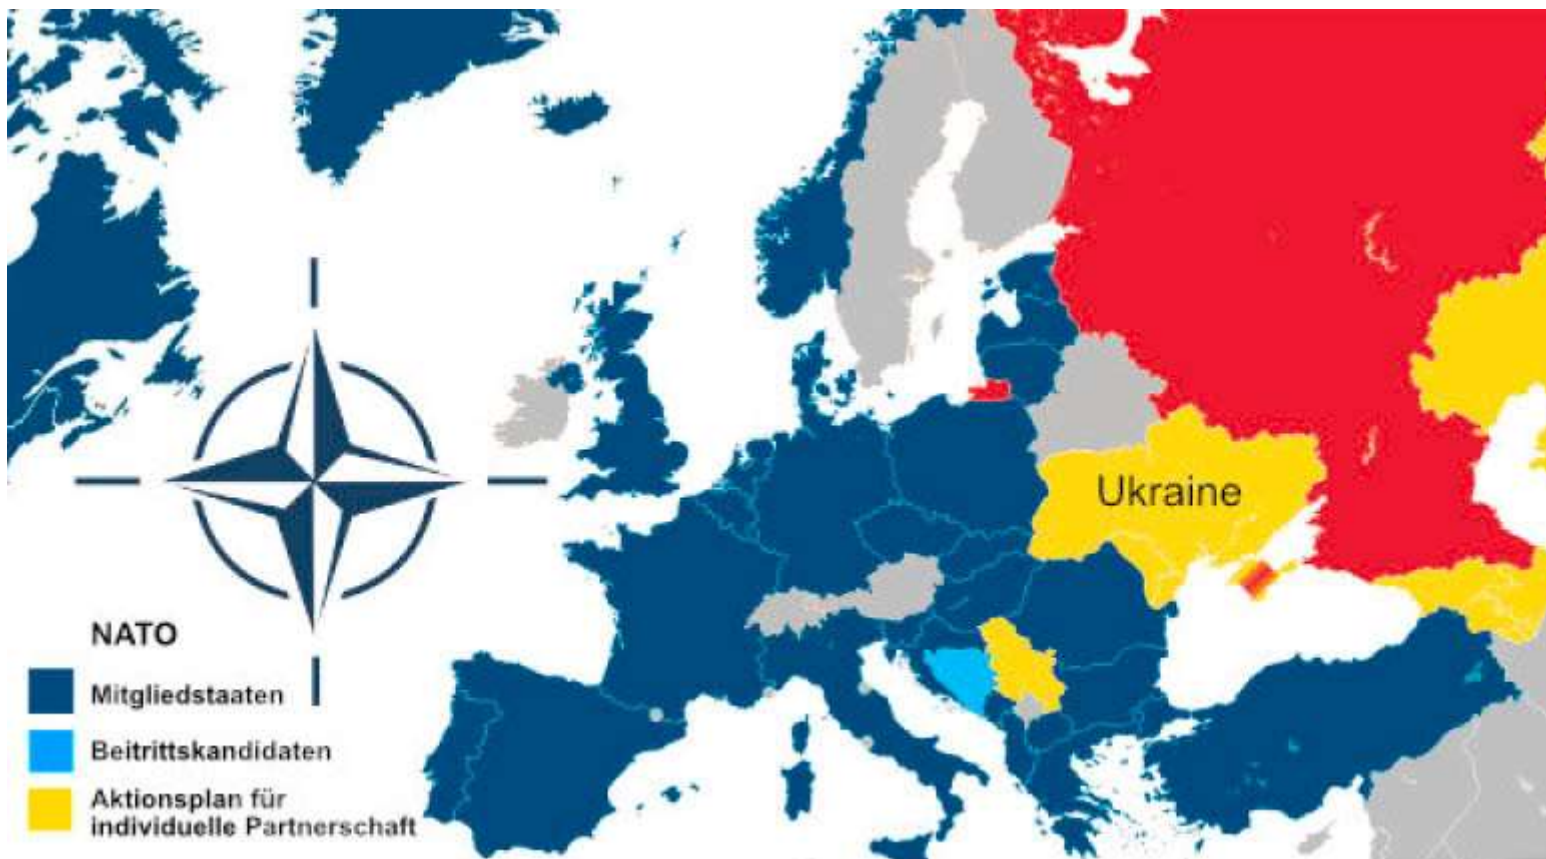 Ukraine
NATO
Mitgliedstaaten
Beitrittskandidaten
Aktionsplan für
individuelle Partnerschaft